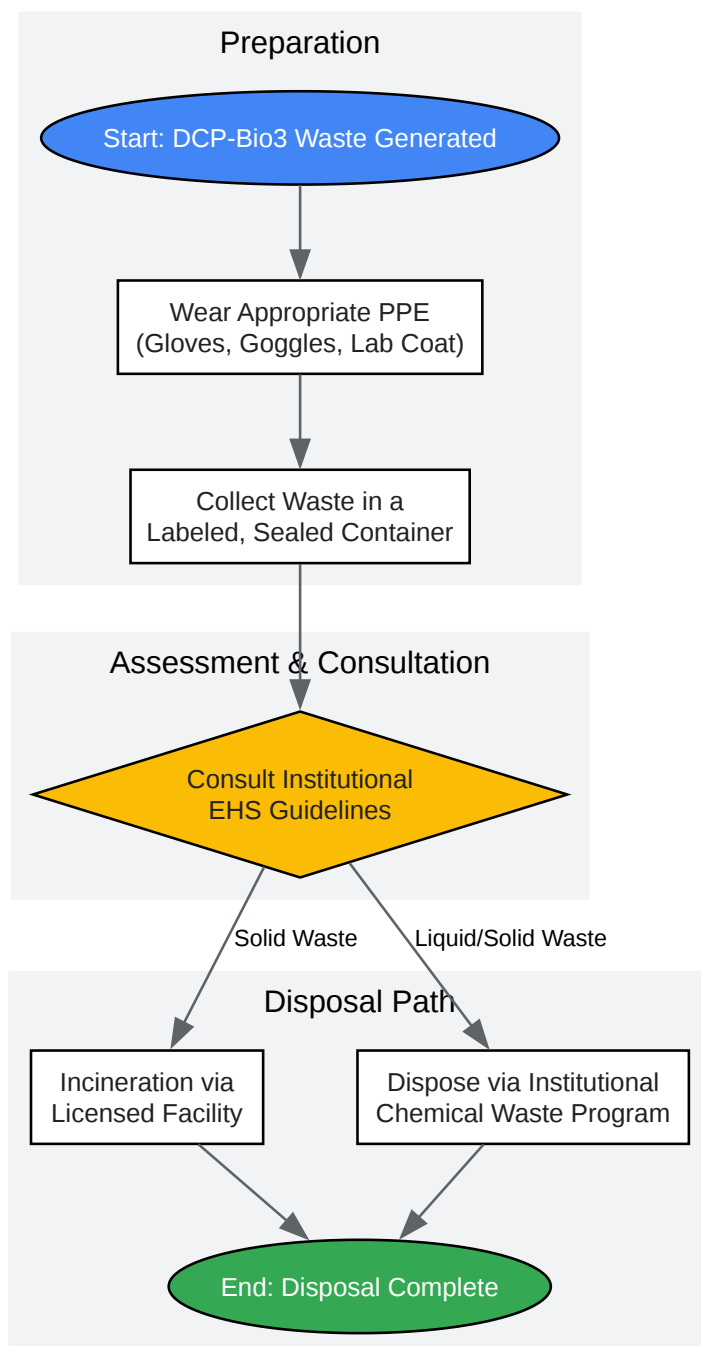 Preparation
Start: DCP-Bio3 Waste Generated
Wear Appropriate PPE
(Gloves, Goggles, Lab Coat)
Collect Waste in a
Labeled, Sealed Container
Assessment & Consultation
Consult Institutional
EHS Guidelines
Solid Waste
Liquid/Solid Waste
Disposal Path
Incineration via
Licensed Facility
Dispose via Institutional
Chemical Waste Program
End: Disposal Complete